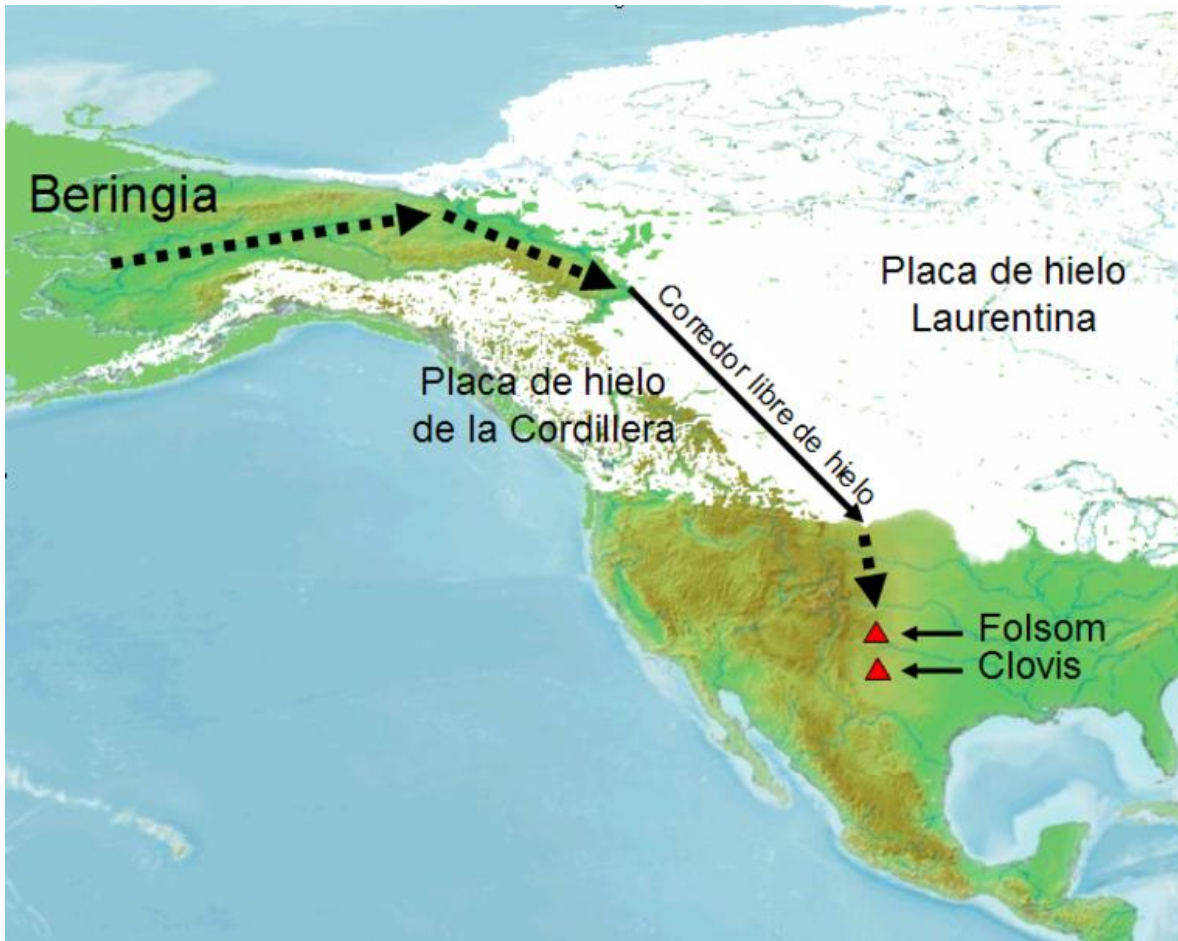 Beringia
Placa de hielo
Laurentina
Corredor libre de hielo
Placa de hielo
de la Cordillera
Folsom
Clovis